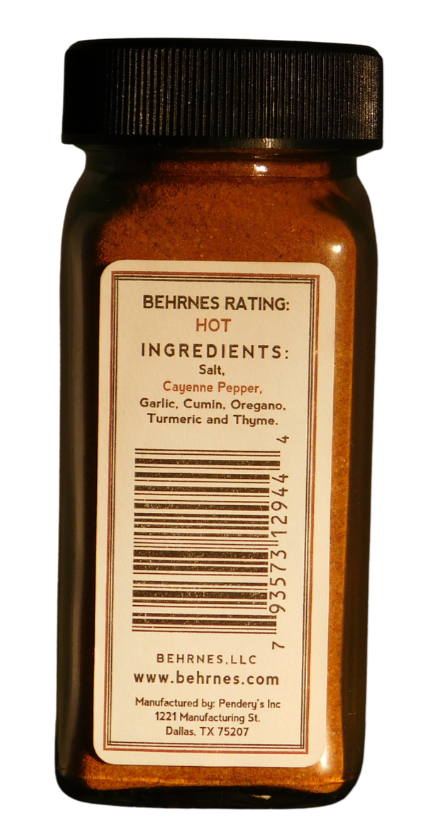 BEHRNES RATING:
HOT
INGREDIENTS:
Salt,
Cayenne Pepper,
Garlic, Cumin, Oregano,
Turmeric and Thyme.
7 93573 12944 4
BEHRNES,LLC
www.behrnes.com
Manufactured by: Pendery's Inc
1221 Manufacturing St.
Dallas, TX 75207